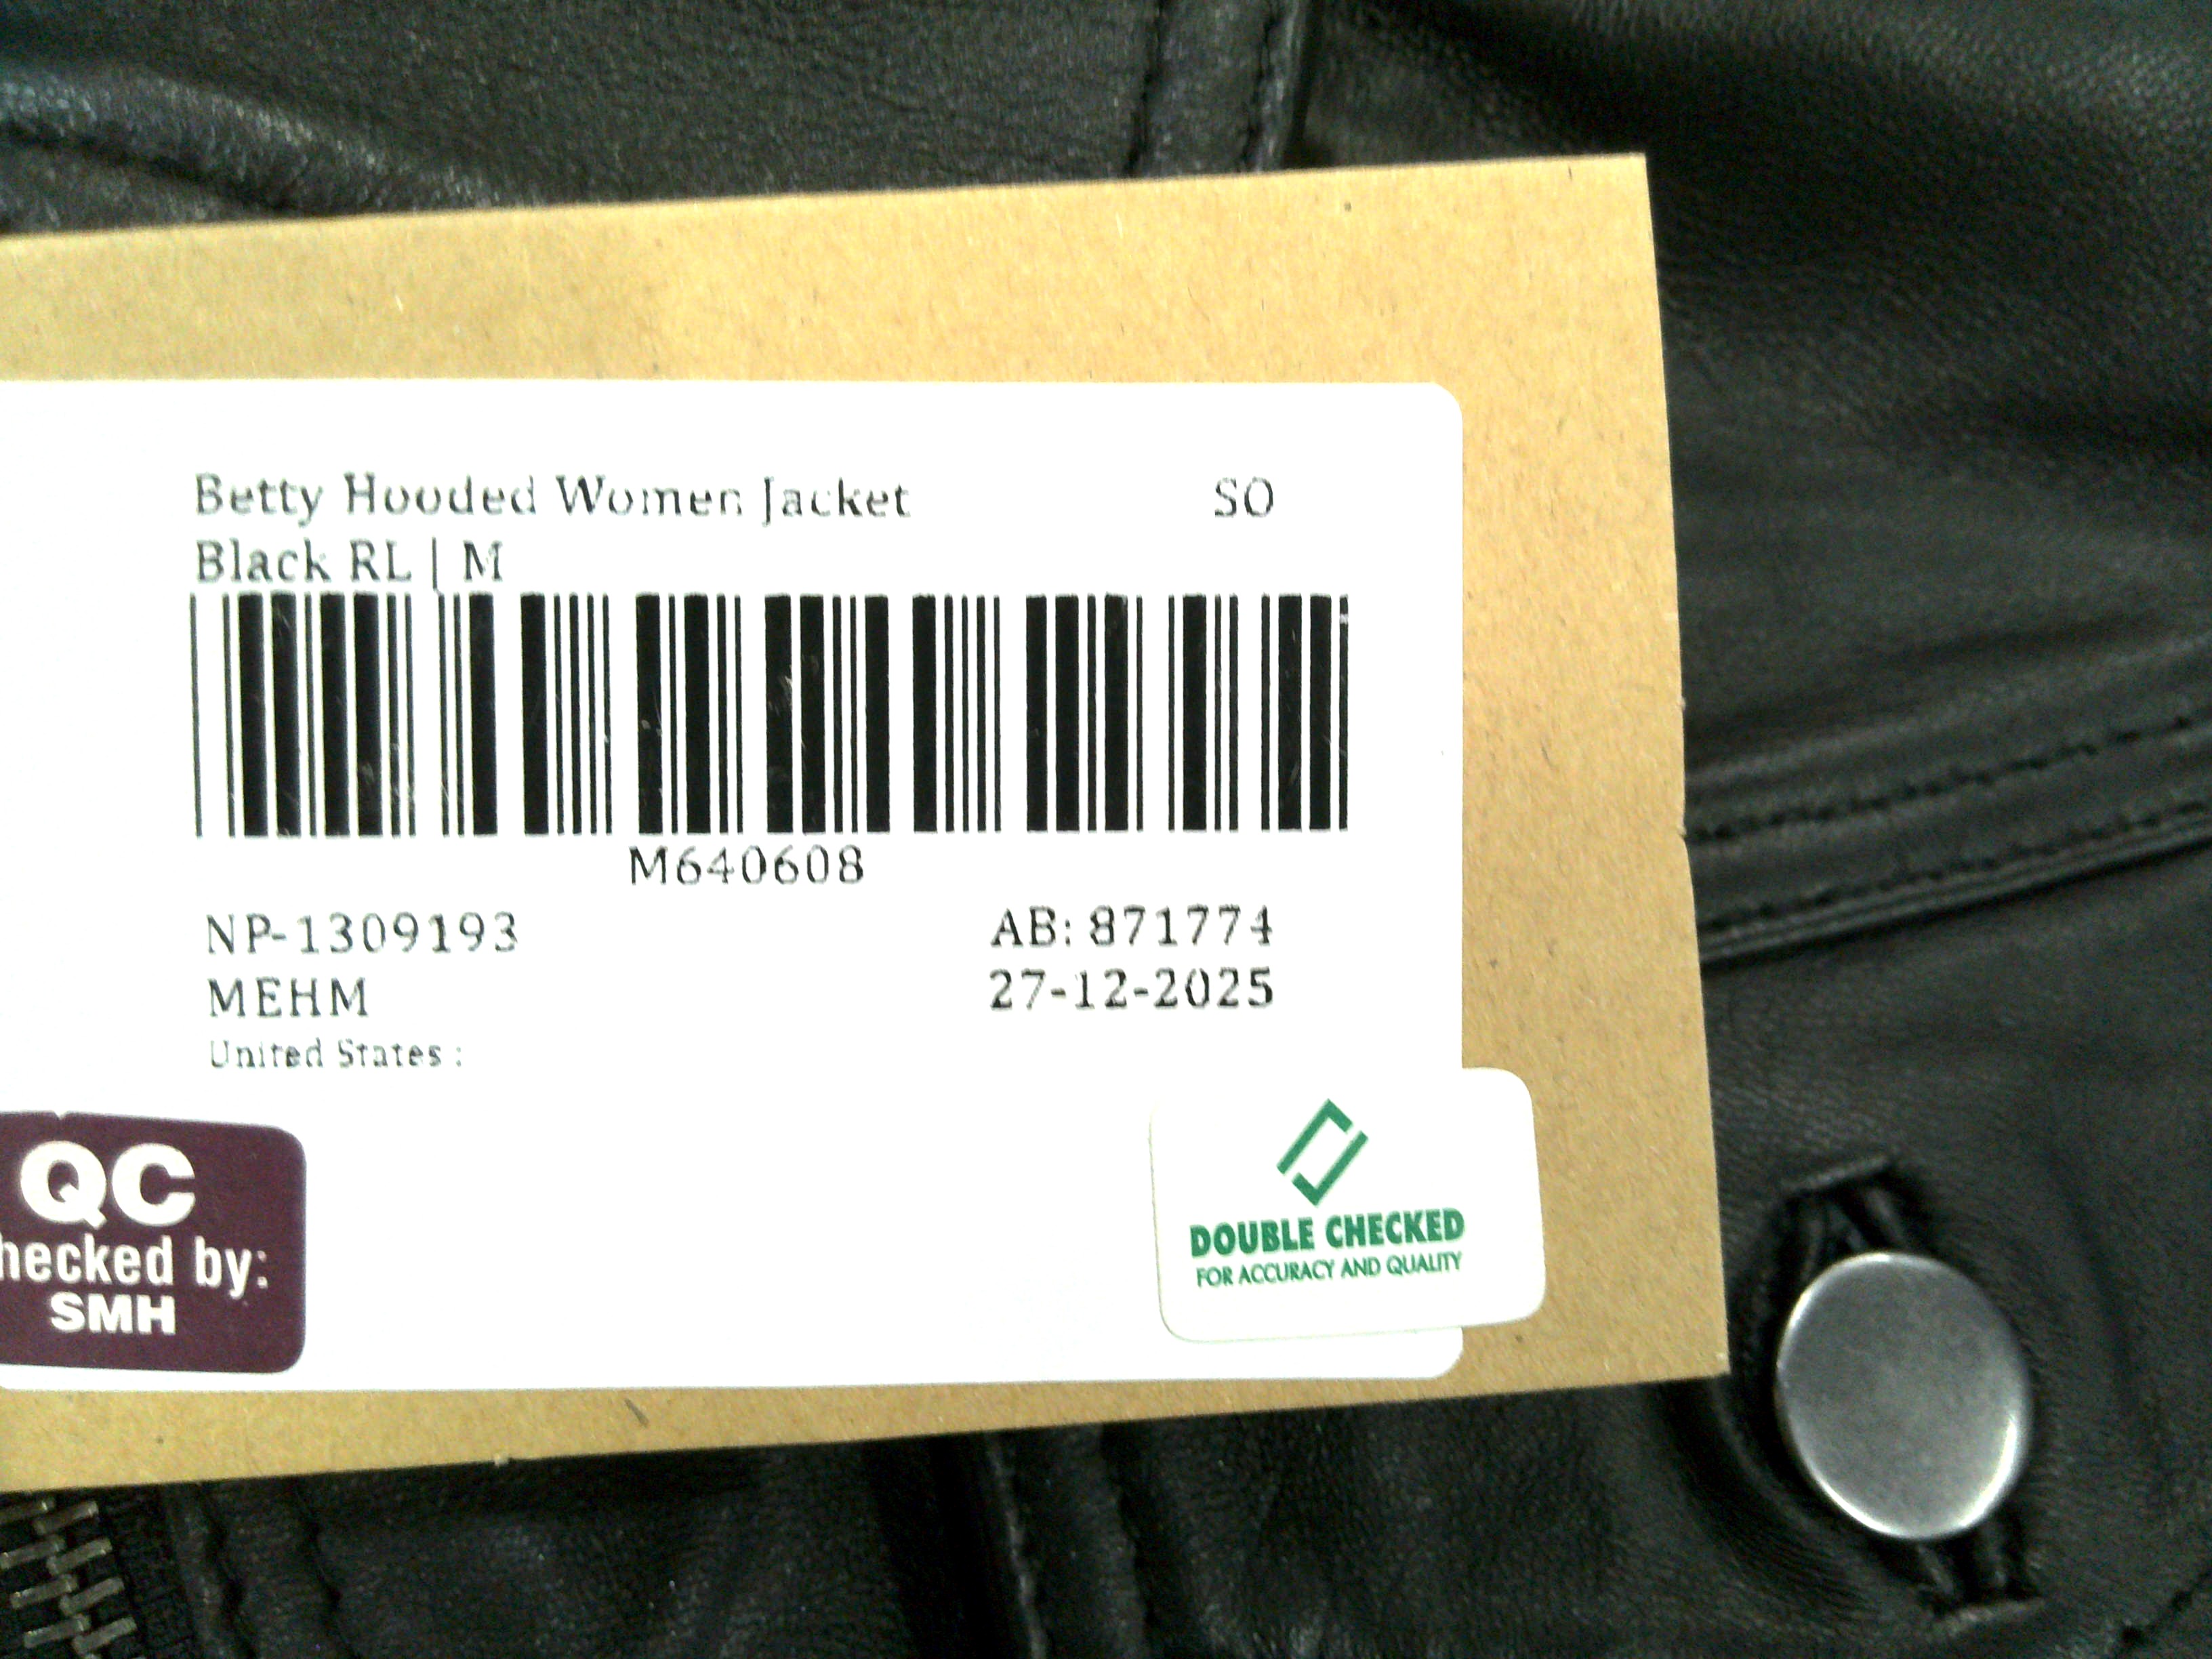 Betty Hooded Women Jacket SO
Black RL | M
M640608
NP-1309193 AB: 871774
MEHM 27-12-2025
United States :
QC
hecked by:
SMH
DOUBLE CHECKED
FOR ACCURACY AND QUALITY